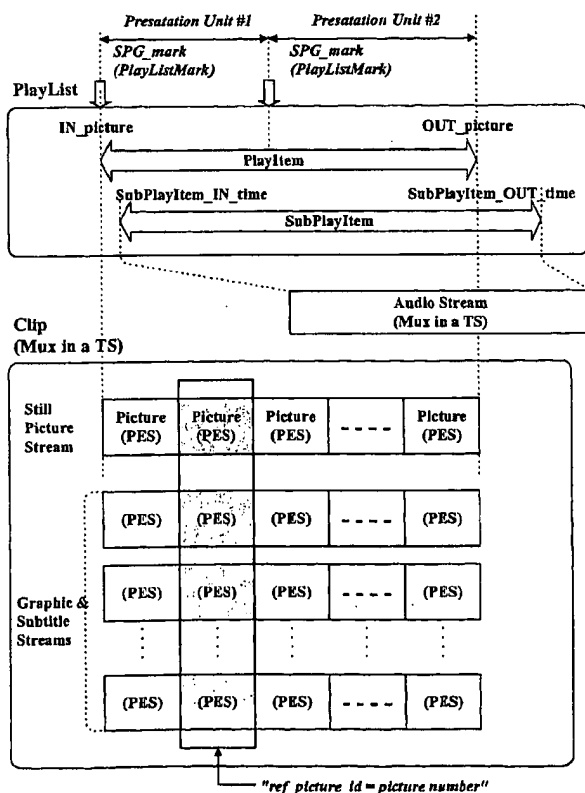 Presatation Unit #1 Presatation Unit #2
SPG_mark SPG_mark
(PlayListMark) (PlayListMark)
PlayList
IN_picture OUT_picture
PlayItem
SubPlayItem_IN_time SubPlayItem_OUT_time
SubPlayItem
Audio Stream
(Mux in a TS)
Clip
(Mux in a TS)
Still
Picture
Stream
Picture Picture Picture Picture
(PES) (PES) (PES) (PES)
(PES) (PES) (PES) (PES)
Graphic &
Subtitle
Streams
(PES) (PES) (PES) (PES)
(PES) (PES) (PES) (PES)
"ref_picture_id = picture number"